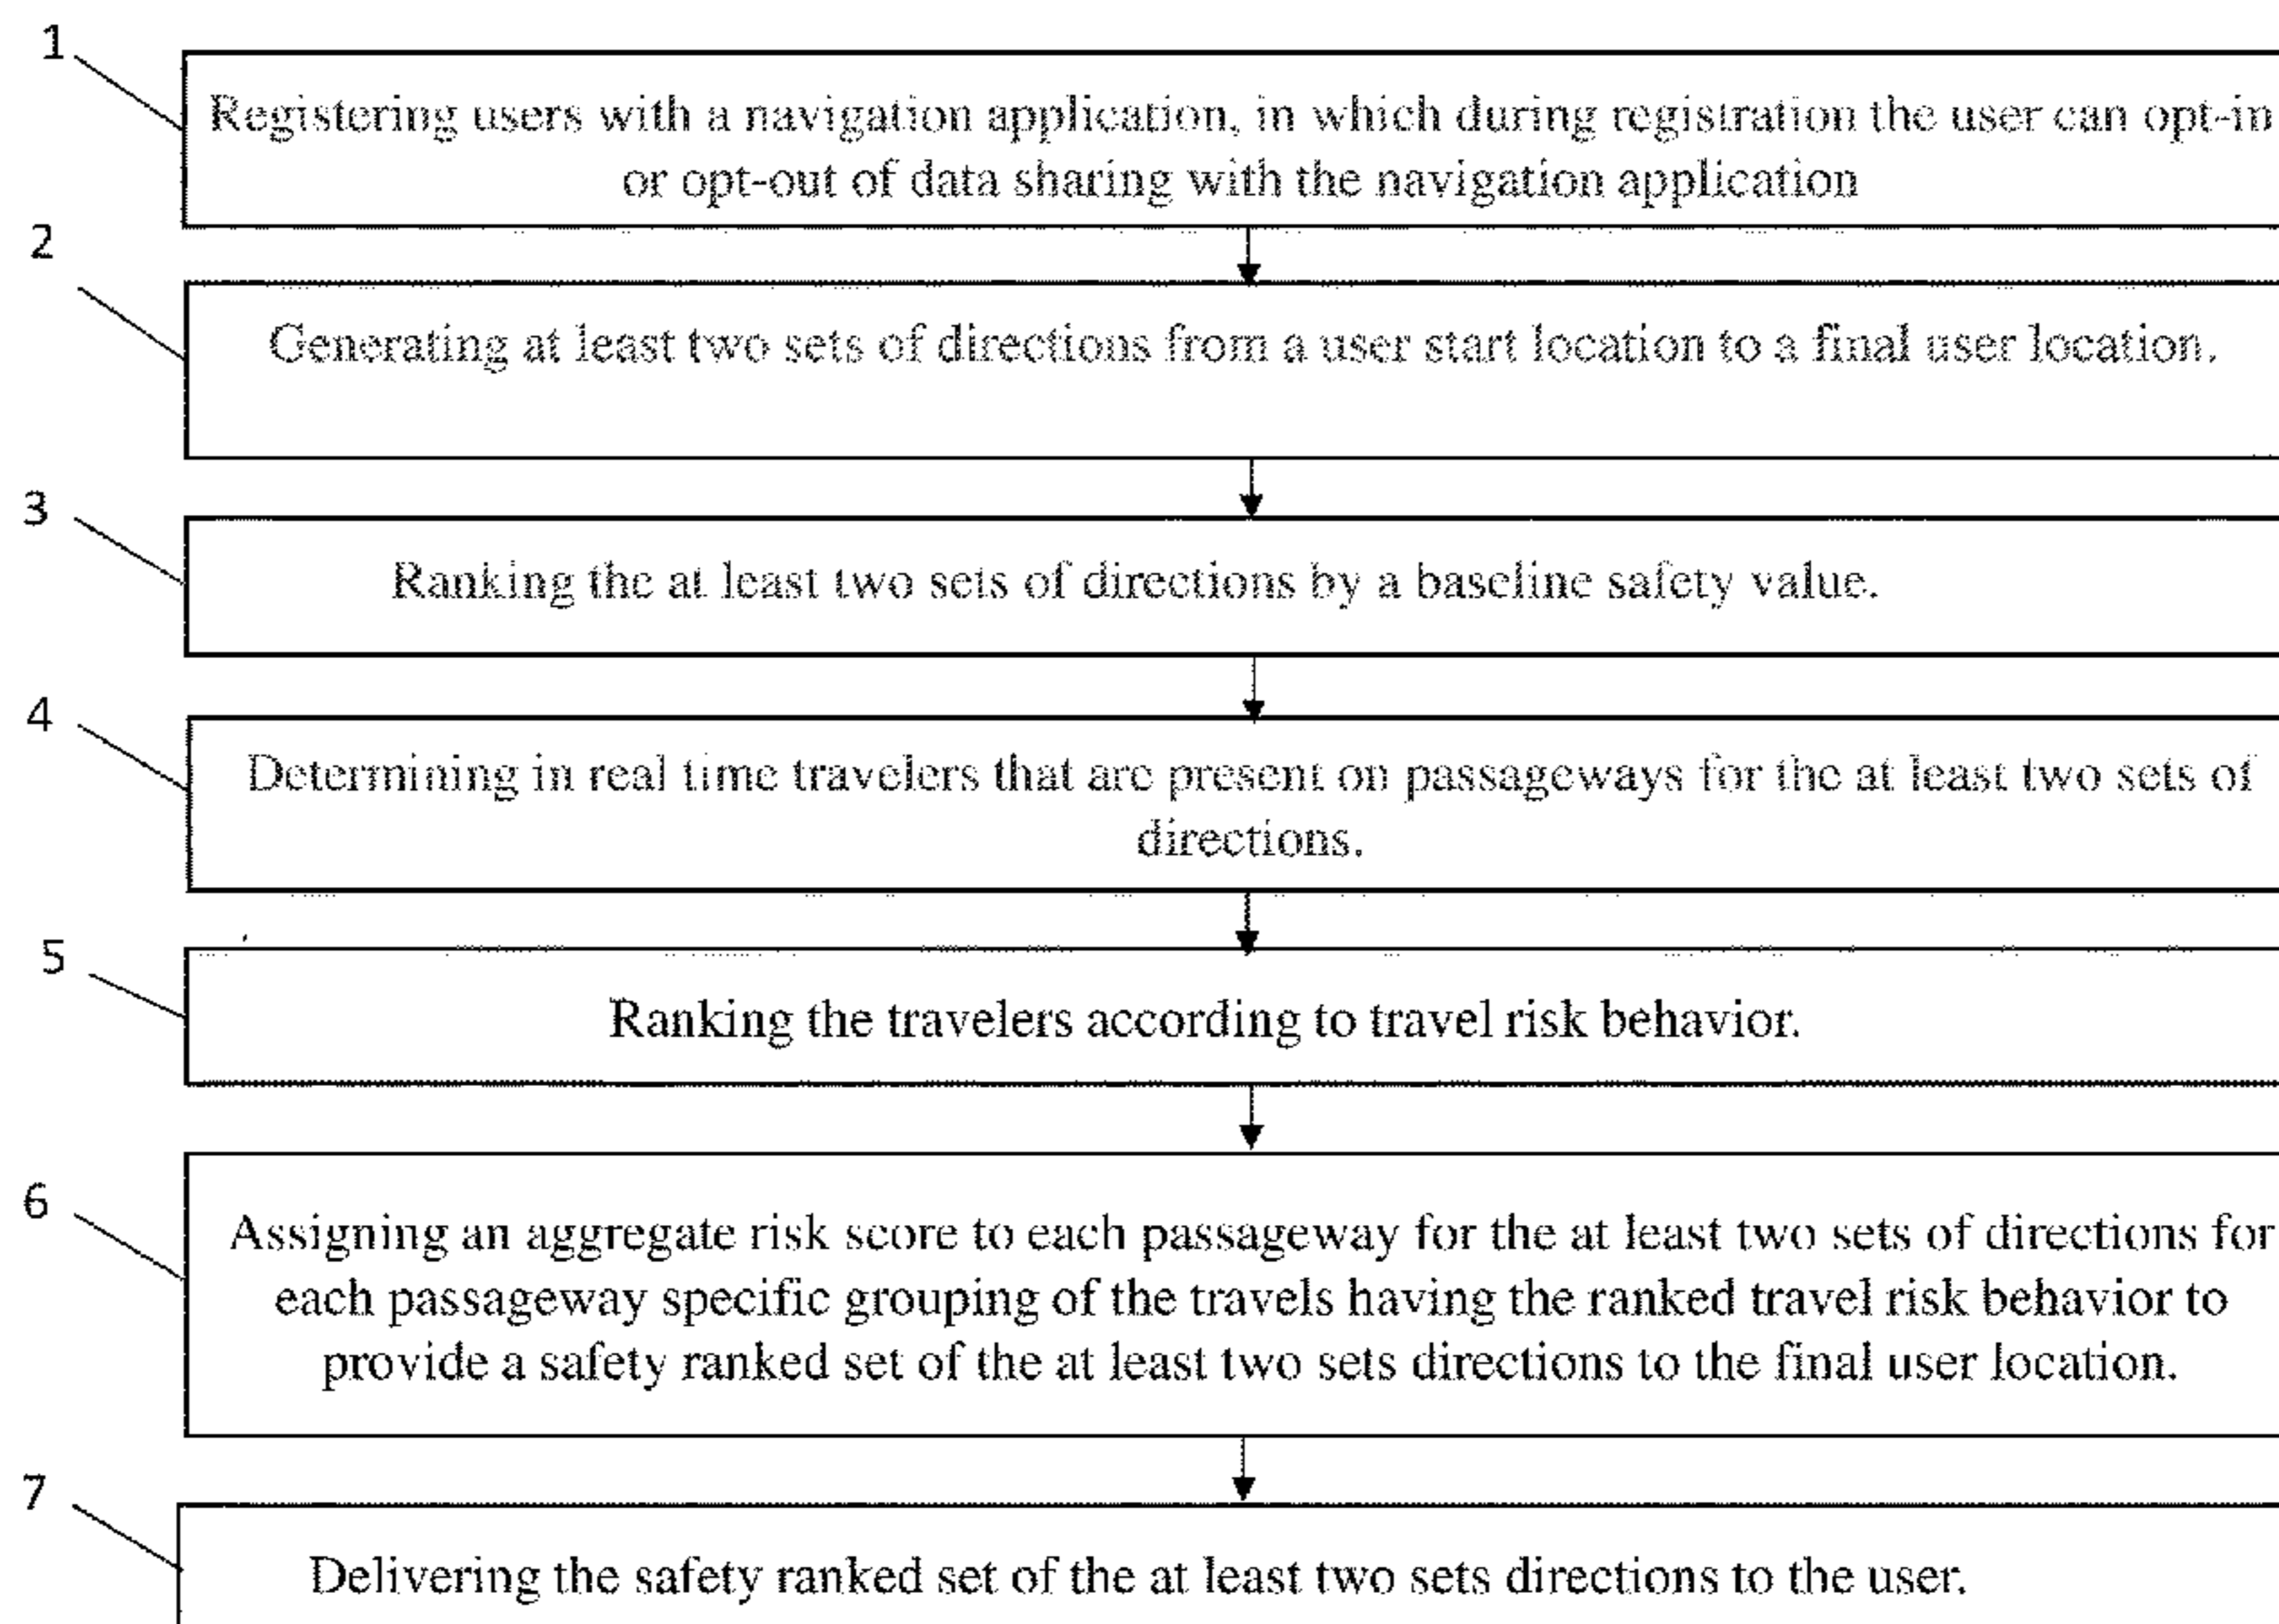 1
Registering users with a navigation application, in which during registration the user can opt-in
or opt-out of data sharing with the navigation application
2
Generating at least two sets of directions from a user start location to a final user location.
3
Ranking the at least two sets of directions by a baseline safety value.
4
Determining in real time travelers that are present on passageways for the at least two sets of
directions.
5
Ranking the travelers according to travel risk behavior.
6
Assigning an aggregate risk score to each passageway for the at least two sets of directions for
each passageway specific grouping of the travels having the ranked travel risk behavior to
provide a safety ranked set of the at least two sets directions to the final user location.
7
Delivering the safety ranked set of the at least two sets directions to the user.